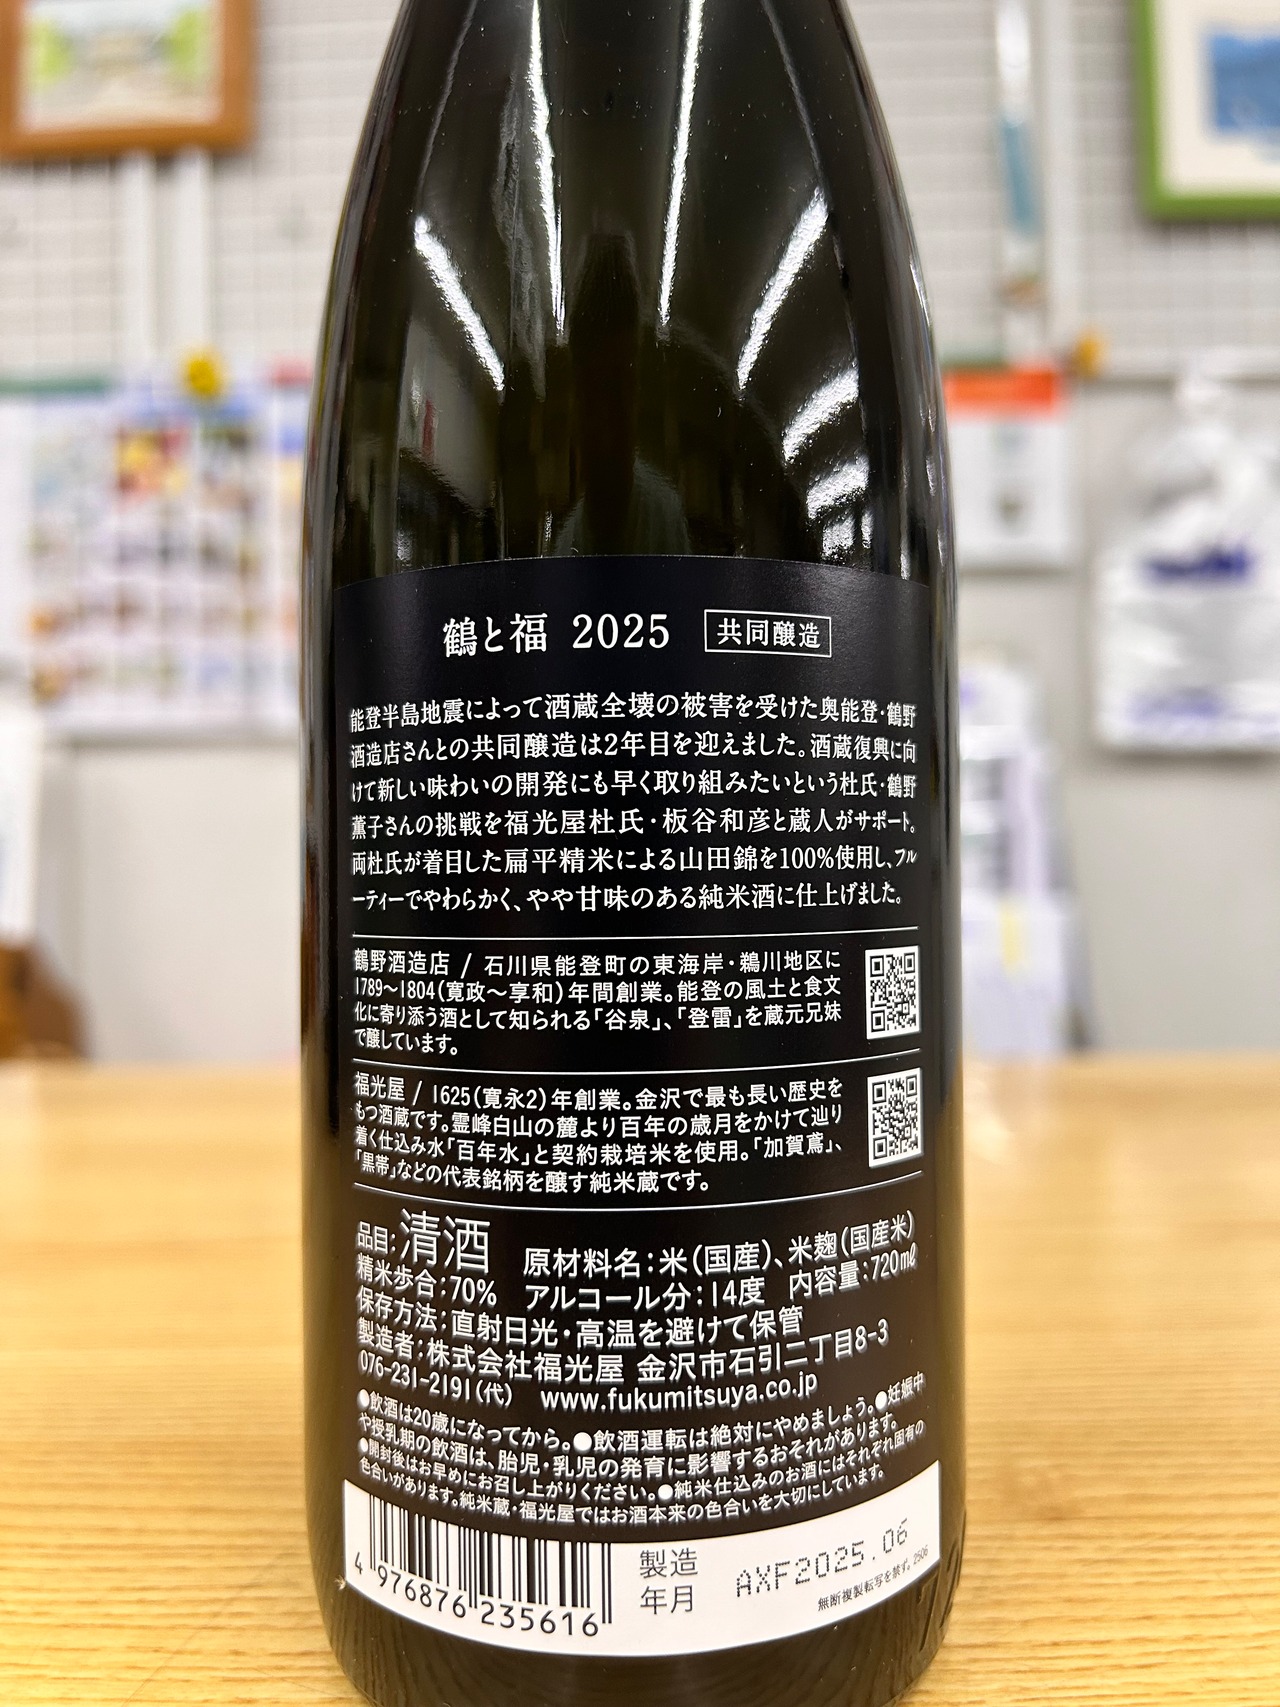 鶴と福 2025 共同醸造
能登半島地震によって酒蔵全壊の被害を受けた奥能登・鶴野
酒造店さんとの共同醸造は2年目を迎えました。酒蔵復興に向
けて新しい味わいの開発にも早く取り組みたいという杜氏・鶴野
薫子さんの挑戦を福光屋杜氏・板谷和彦と蔵人がサポート。
両杜氏が着目した扁平精米による山田錦を100%使用し、フル
ーティーでやわらかく、やや甘味のある純米酒に仕上げました。
鶴野酒造店 / 石川県能登町の東海岸・鵜川地区に
1789〜1804(寛政〜享和)年間創業。能登の風土と食文
化に寄り添う酒として知られる「谷泉」、「登雷」を蔵元兄妹
で醸しています。
福光屋 / 1625(寛永2)年創業。金沢で最も長い歴史を
もつ酒蔵です。霊峰白山の麓より百年の歳月をかけて辿り
着く仕込み水「百年水」と契約栽培米を使用。「加賀鳶」、
「黒帯」などの代表銘柄を醸す純米蔵です。
品目:清酒 原材料名:米(国産)、米麹(国産米)
精米歩合:70% アルコール分:14度 内容量:720ml
保存方法:直射日光・高温を避けて保管
製造者:株式会社福光屋 金沢市石引二丁目8-3
076-231-2191(代) www.fukumitsuya.co.jp
●飲酒は20歳になってから。●飲酒運転は絶対にやめましょう。●妊娠中
や授乳期の飲酒は、胎児・乳児の発育に影響するおそれがあります。
●開封後はお早めにお召し上がりください。●純米仕込みのお酒にはそれぞれ固有の
色合いがあります。純米蔵・福光屋ではお酒本来の色合いを大切にしています。
4 976876 235616
製造
年月
AXF2025.06
無断複製転写を禁ず。2506